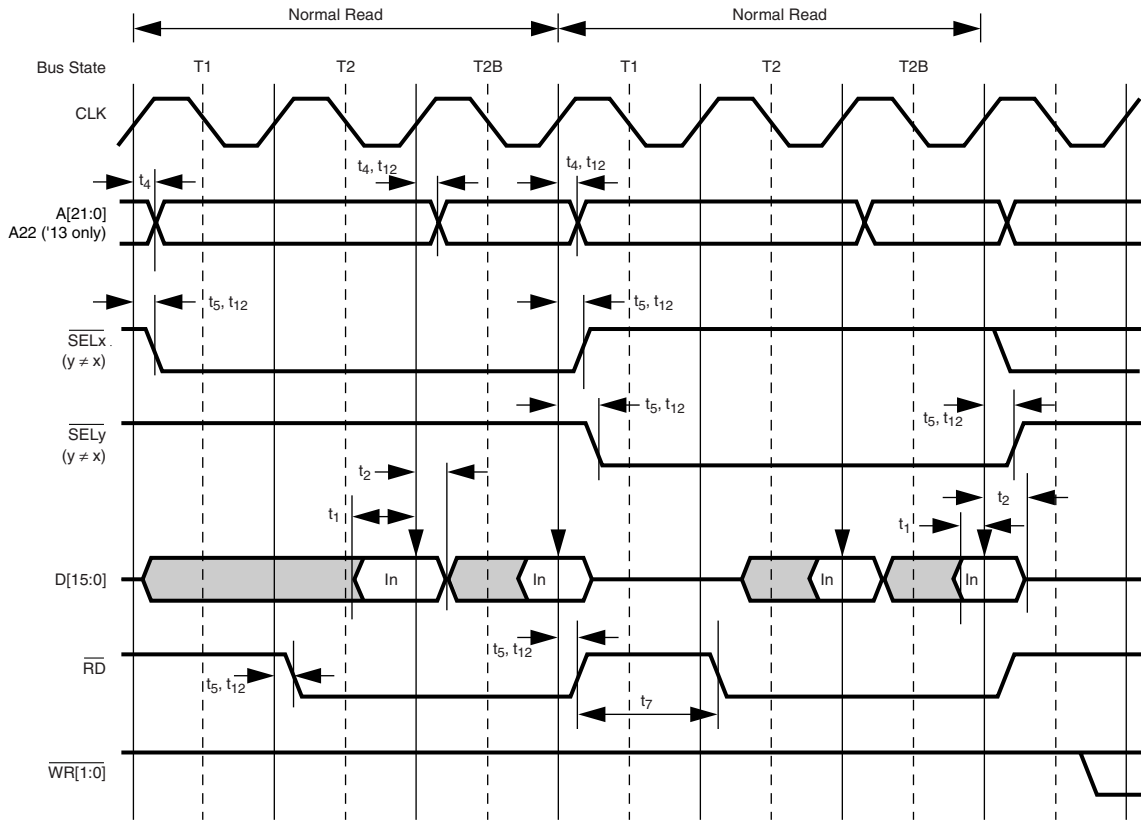 Normal Read Normal Read
Bus State T1 T2 T2B T1 T2 T2B
CLK
t4, t12 t4, t12
t4
A[21:0]
A22 ('13 only)
t5, t12 t5, t12
SELx
(y ≠ x)
t5, t12 t5, t12
SELy
(y ≠ x)
t2 t2
t1 t1
D[15:0] In In In In
t5, t12
RD
t5, t12
t7
WR[1:0]